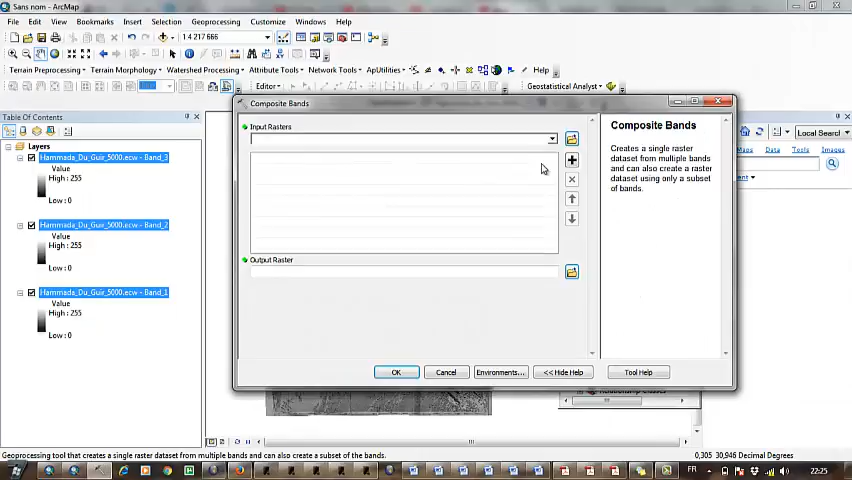 Sans nom - ArcMap
File Edit View Bookmarks Insert Selection Geoprocessing Customize Windows Help
1:4 217 666
Terrain Preprocessing Terrain Morphology Watershed Processing Attribute Tools Network Tools ApUtilities Help
Editor Geostatistical Analyst
Table Of Contents
Layers
Hammada_Du_Guir_5000.ecw - Band_3
Value
High : 255
Low : 0
Hammada_Du_Guir_5000.ecw - Band_2
Value
High : 255
Low : 0
Hammada_Du_Guir_5000.ecw - Band_1
Value
High : 255
Low : 0
Composite Bands
Input Rasters
Output Raster
OK Cancel Environments... << Hide Help Tool Help
Composite Bands
Creates a single raster
dataset from multiple bands
and can also create a raster
dataset using only a subset
of bands.
Local Search
Maps Data Tools Images
Geoprocessing tool that creates a single raster dataset from multiple bands and can also create a subset of the bands.
0,305 30,946 Decimal Degrees
FR 22:25